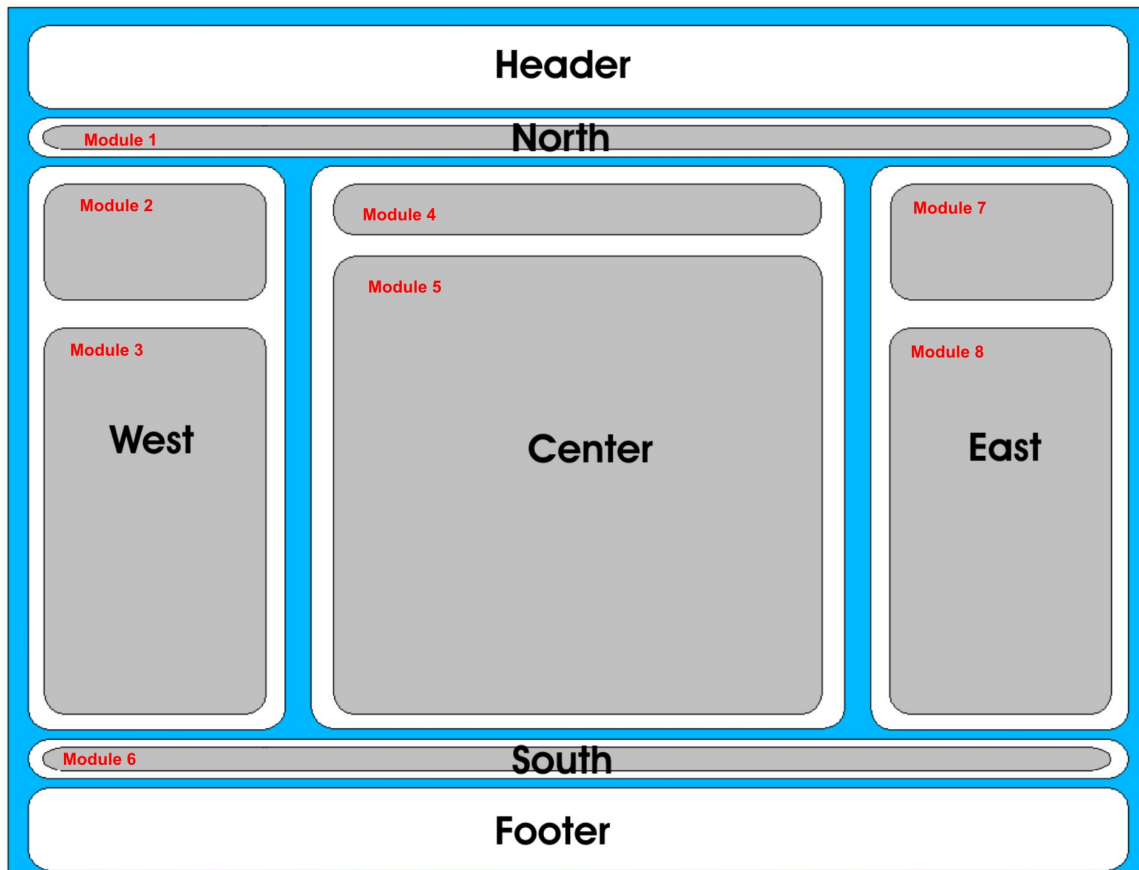 Header
Module 1
North
Module 2
Module 3
West
Module 4
Module 5
Center
Module 7
Module 8
East
Module 6
South
Footer